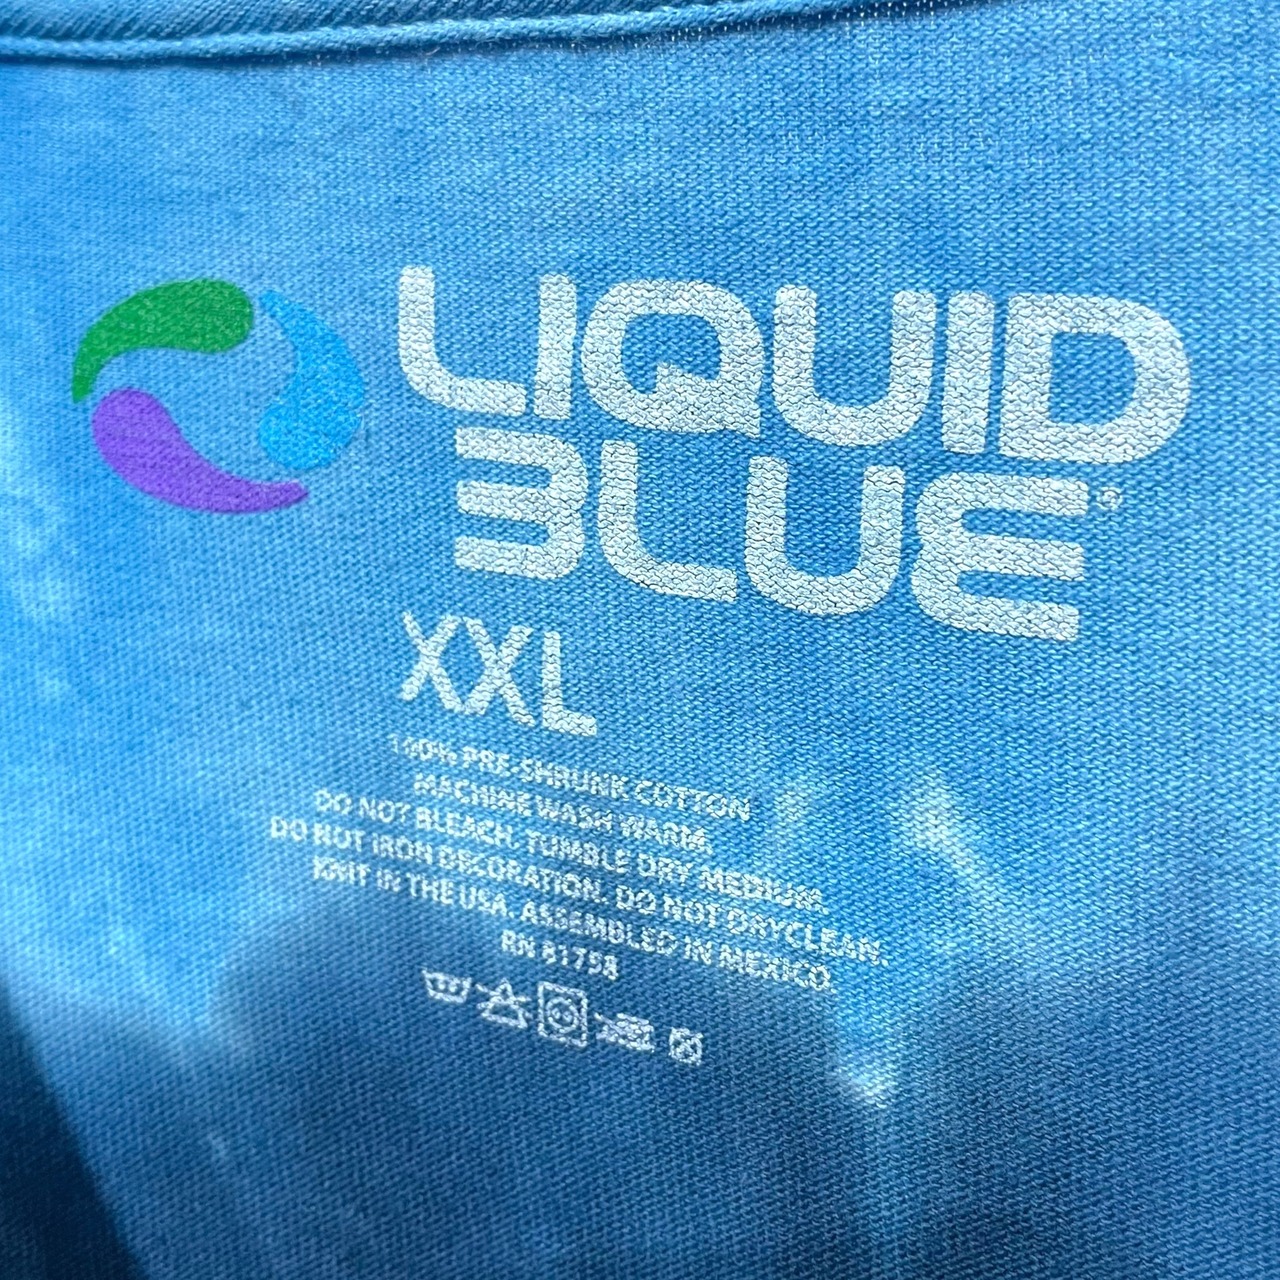 LIQUID
BLUE®
XXL
100% PRE-SHRUNK COTTON
MACHINE WASH WARM.
DO NOT BLEACH. TUMBLE DRY MEDIUM.
DO NOT IRON DECORATION. DO NOT DRYCLEAN.
KNIT IN THE USA. ASSEMBLED IN MEXICO.
RN 81758